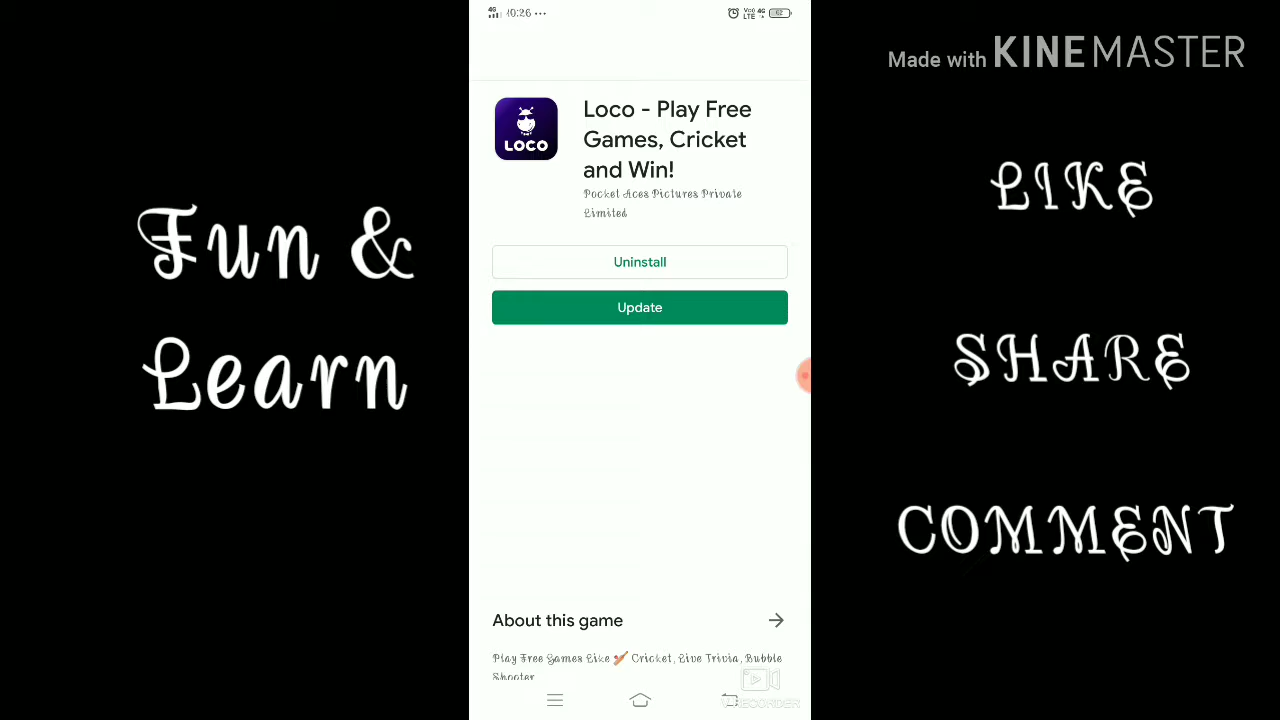 4G 10:26 ...
Made with KINEMASTER
Fun &
Learn
LOCO
Loco - Play Free
Games, Cricket
and Win!
Pocket Aces Pictures Private
Limited
Uninstall
Update
About this game
Play Free Games Like 🏏 Cricket, Live Trivia, Bubble
Shooter
LIKE
SHARE
COMMENT